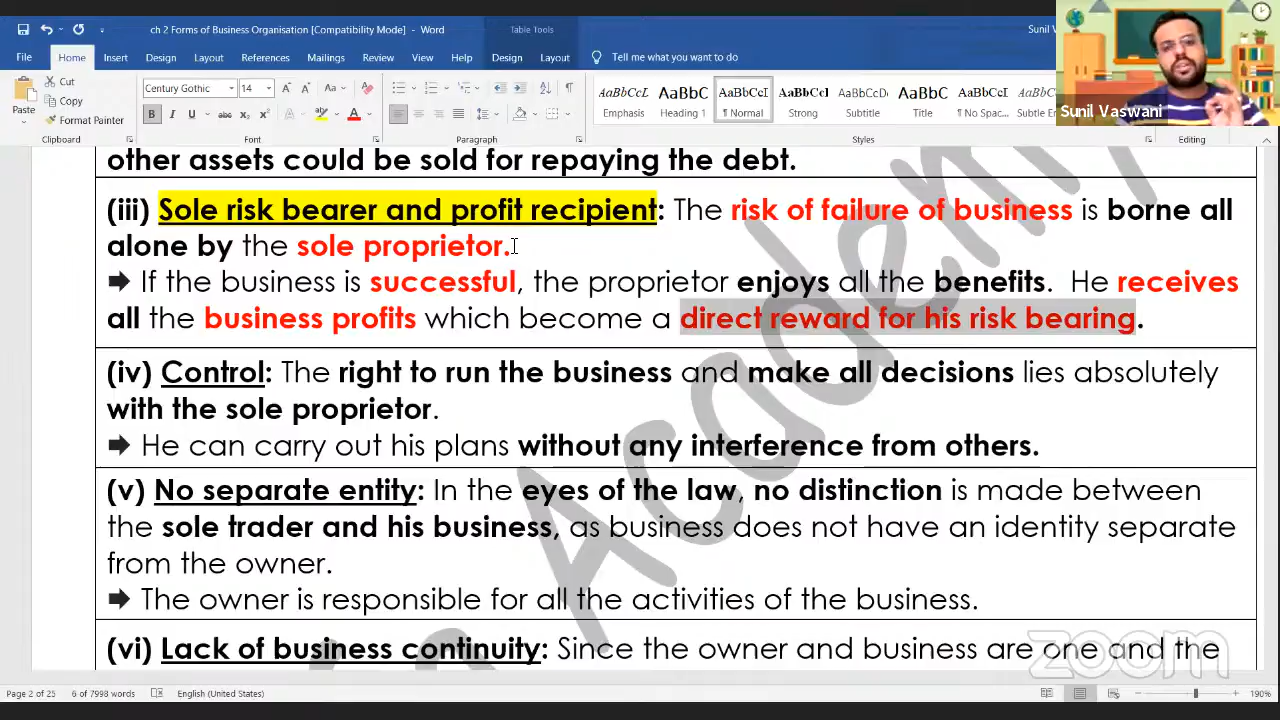 ch 2 Forms of Business Organisation [Compatibility Mode] - Word
Table Tools
Sunil V
File Home Insert Design Layout References Mailings Review View Help Design Layout Tell me what you want to do
Paste
Cut
Copy
Format Painter
Century Gothic 14
AaBbCcL AaBbC AaBbCcI AaBbCcI AaBbCcD AaBbC AaBbCcI
Emphasis Heading 1 ¶ Normal Strong Subtitle Title ¶ No Spac... Subtle Em
Clipboard Font Paragraph Styles Editing
Sunil Vaswani
other assets could be sold for repaying the debt.
(iii) Sole risk bearer and profit recipient: The risk of failure of business is borne all
alone by the sole proprietor.
➡ If the business is successful, the proprietor enjoys all the benefits. He receives
all the business profits which become a direct reward for his risk bearing.
(iv) Control: The right to run the business and make all decisions lies absolutely
with the sole proprietor.
➡ He can carry out his plans without any interference from others.
(v) No separate entity: In the eyes of the law, no distinction is made between
the sole trader and his business, as business does not have an identity separate
from the owner.
➡ The owner is responsible for all the activities of the business.
(vi) Lack of business continuity: Since the owner and business are one and the
Academy
zoom
Page 2 of 25 6 of 7998 words English (United States) 190%